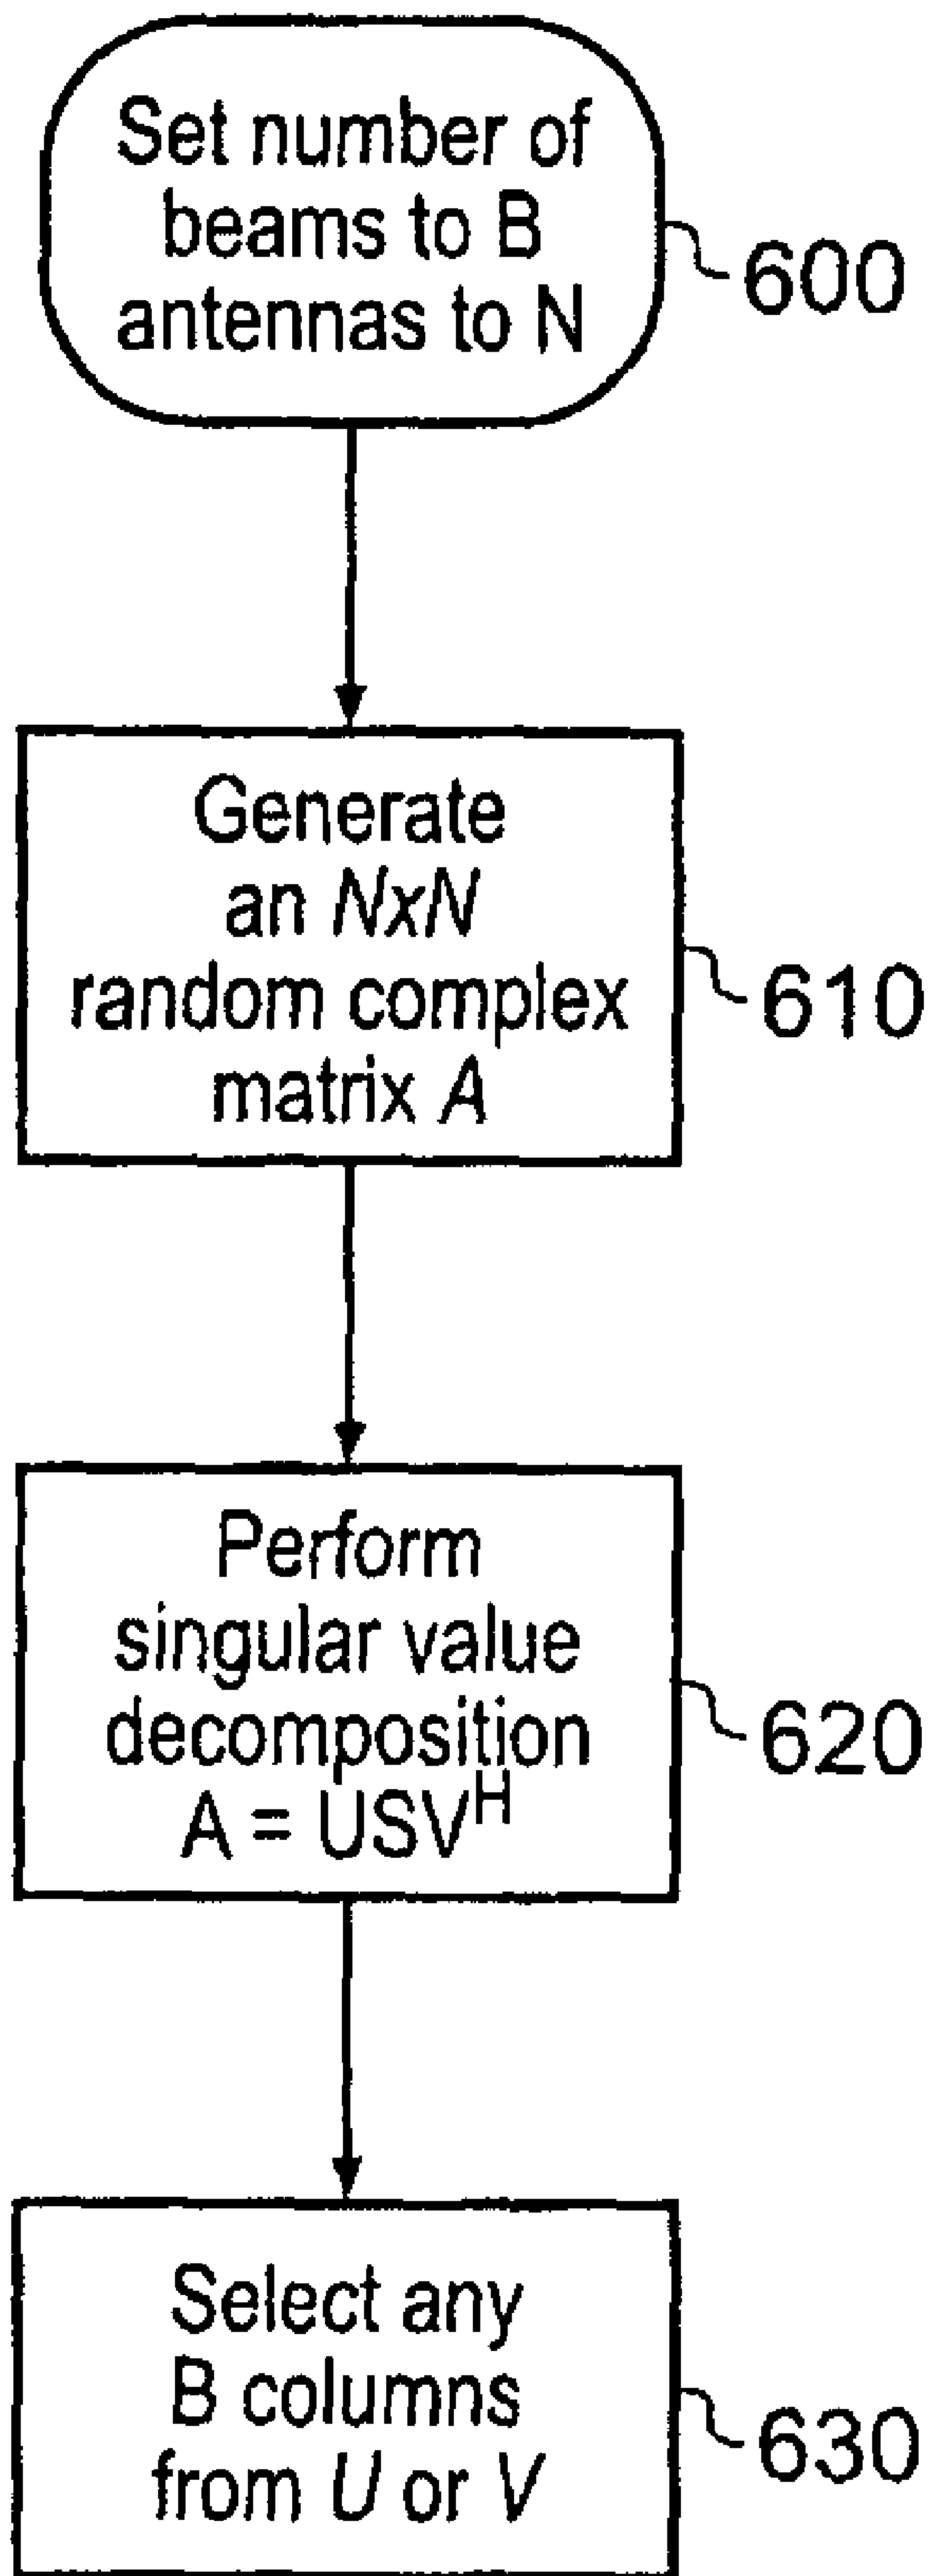 Set number of
beams to B
antennas to N
600
Generate
an NxN
random complex
matrix A
610
Perform
singular value
decomposition
A = USV^H
620
Select any
B columns
from U or V
630